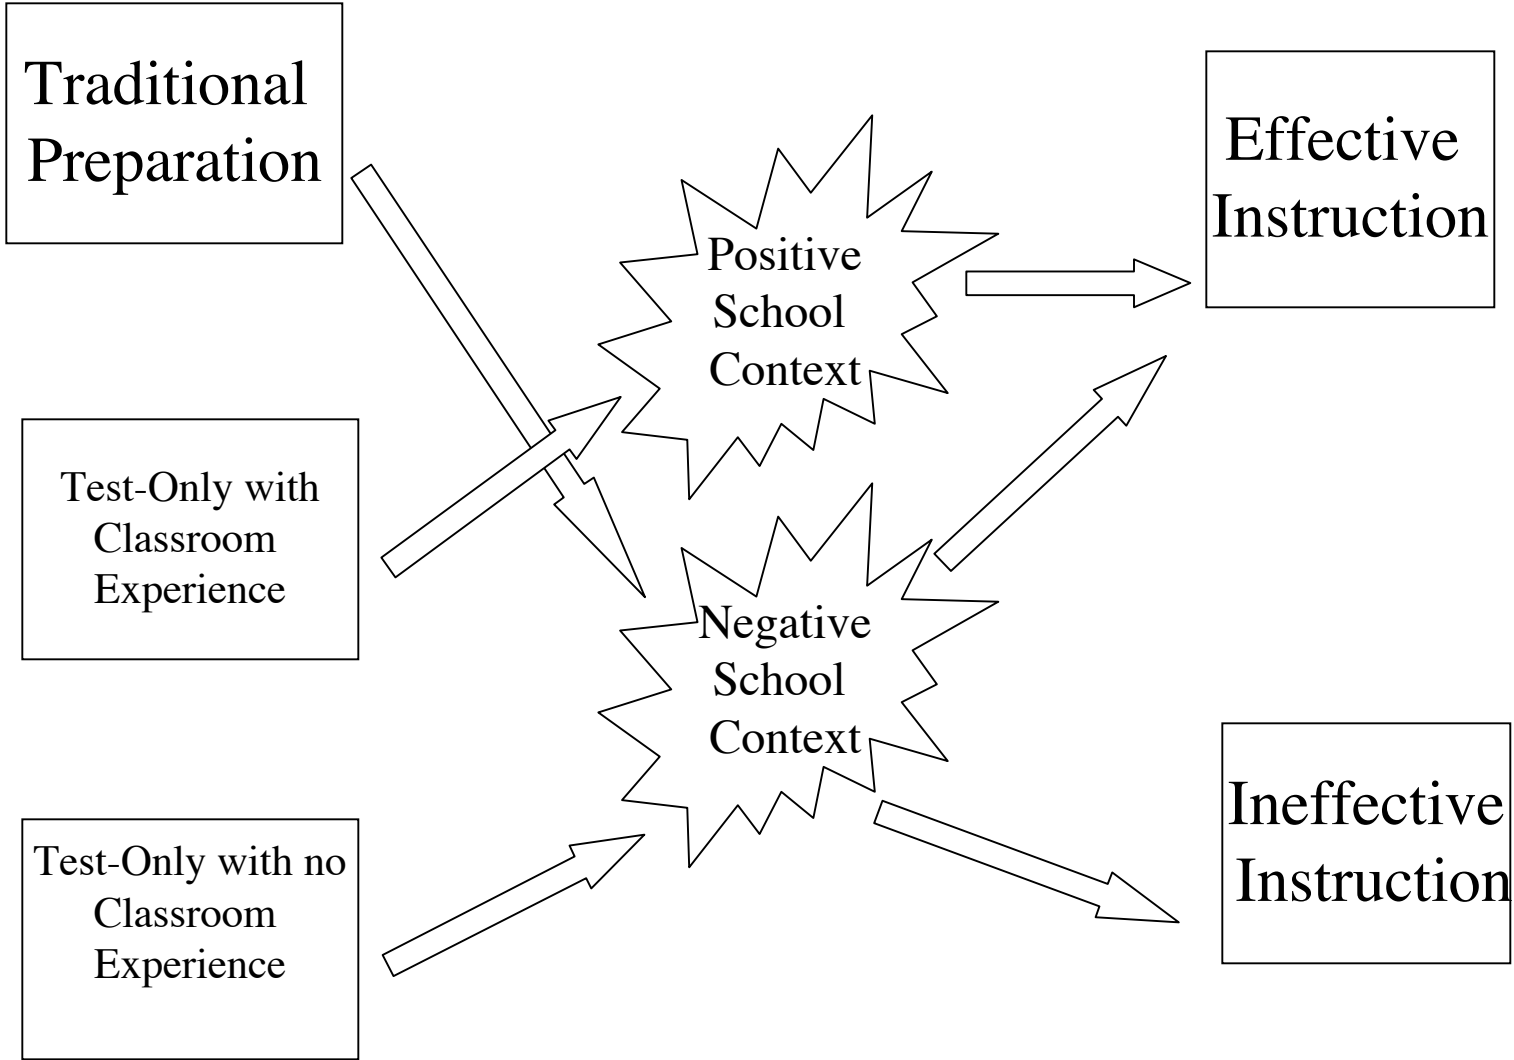 Traditional
Preparation
Test-Only with
Classroom
Experience
Test-Only with no
Classroom
Experience
Positive
School
Context
Negative
School
Context
Effective
Instruction
Ineffective
Instruction